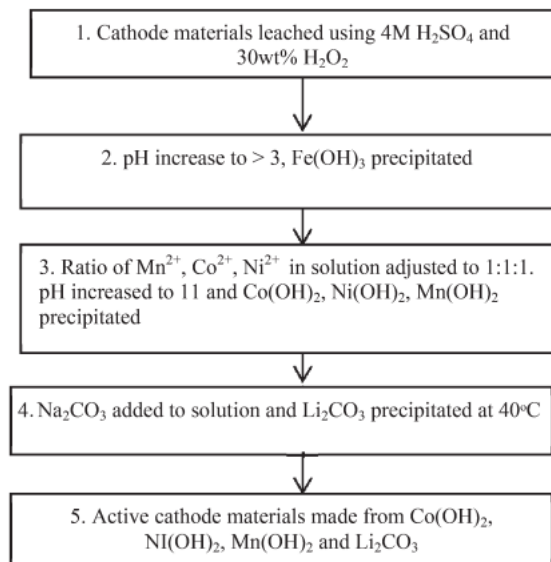 1. Cathode materials leached using 4M H₂SO₄ and
30wt% H₂O₂
2. pH increase to > 3, Fe(OH)₃ precipitated
3. Ratio of Mn²⁺, Co²⁺, Ni²⁺ in solution adjusted to 1:1:1.
pH increased to 11 and Co(OH)₂, Ni(OH)₂, Mn(OH)₂
precipitated
4. Na₂CO₃ added to solution and Li₂CO₃ precipitated at 40ºC
5. Active cathode materials made from Co(OH)₂,
NI(OH)₂, Mn(OH)₂ and Li₂CO₃